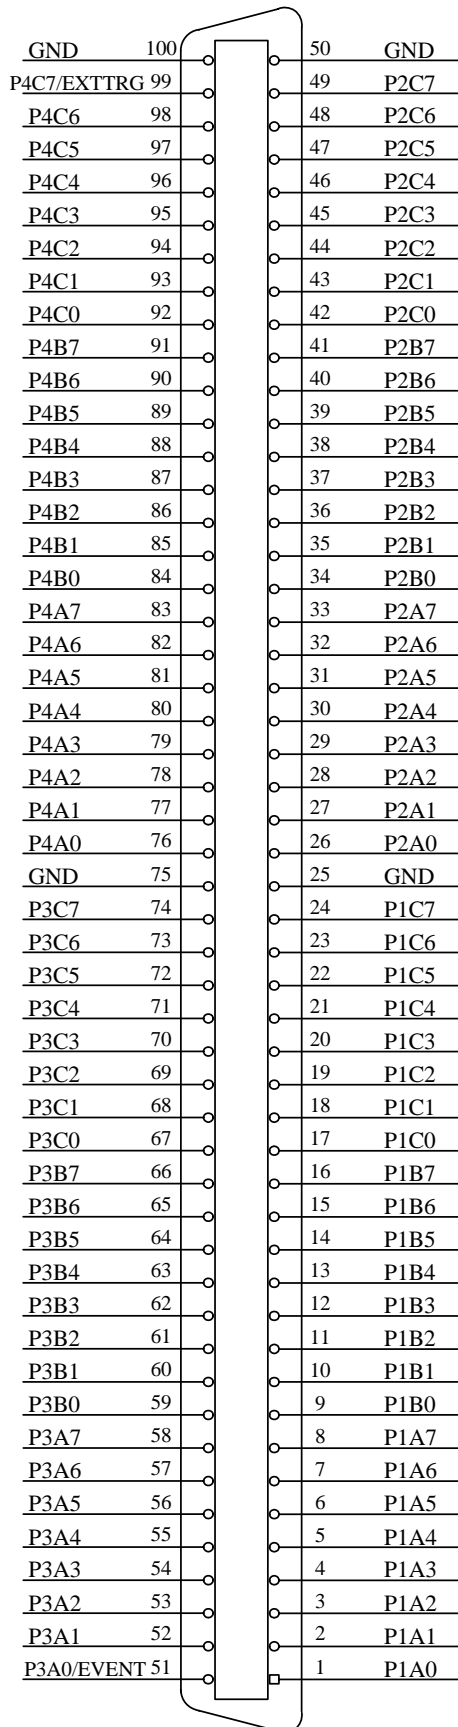 GND 100 50 GND
P4C7/EXTTRG 99 49 P2C7
P4C6 98 48 P2C6
P4C5 97 47 P2C5
P4C4 96 46 P2C4
P4C3 95 45 P2C3
P4C2 94 44 P2C2
P4C1 93 43 P2C1
P4C0 92 42 P2C0
P4B7 91 41 P2B7
P4B6 90 40 P2B6
P4B5 89 39 P2B5
P4B4 88 38 P2B4
P4B3 87 37 P2B3
P4B2 86 36 P2B2
P4B1 85 35 P2B1
P4B0 84 34 P2B0
P4A7 83 33 P2A7
P4A6 82 32 P2A6
P4A5 81 31 P2A5
P4A4 80 30 P2A4
P4A3 79 29 P2A3
P4A2 78 28 P2A2
P4A1 77 27 P2A1
P4A0 76 26 P2A0
GND 75 25 GND
P3C7 74 24 P1C7
P3C6 73 23 P1C6
P3C5 72 22 P1C5
P3C4 71 21 P1C4
P3C3 70 20 P1C3
P3C2 69 19 P1C2
P3C1 68 18 P1C1
P3C0 67 17 P1C0
P3B7 66 16 P1B7
P3B6 65 15 P1B6
P3B5 64 14 P1B5
P3B4 63 13 P1B4
P3B3 62 12 P1B3
P3B2 61 11 P1B2
P3B1 60 10 P1B1
P3B0 59 9 P1B0
P3A7 58 8 P1A7
P3A6 57 7 P1A6
P3A5 56 6 P1A5
P3A4 55 5 P1A4
P3A3 54 4 P1A3
P3A2 53 3 P1A2
P3A1 52 2 P1A1
P3A0/EVENT 51 1 P1A0